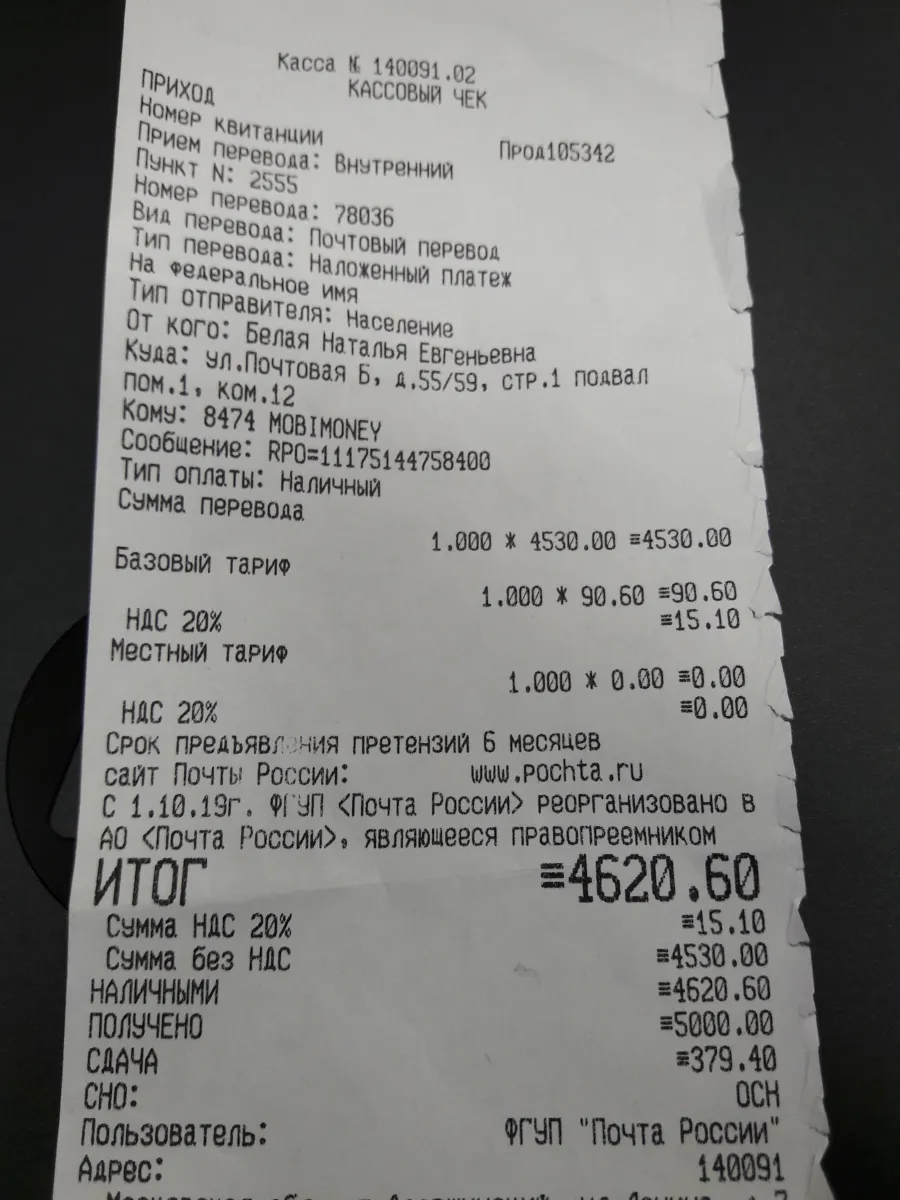 Касса № 140091.02
КАССОВЫЙ ЧЕК
ПРИХОД
Номер квитанции Прод105342
Прием перевода: Внутренний
Пункт N: 2555
Номер перевода: 78036
Вид перевода: Почтовый перевод
Тип перевода: Наложенный платеж
На федеральное имя
Тип отправителя: Население
От кого: Белая Наталья Евгеньевна
Куда: ул.Почтовая Б, д.55/59, стр.1 подвал
пом.1, ком.12
Кому: 8474 MOBIMONEY
Сообщение: RPO=11175144758400
Тип оплаты: Наличный
Сумма перевода
1.000 * 4530.00 ≡4530.00
Базовый тариф
1.000 * 90.60 ≡90.60
НДС 20% ≡15.10
Местный тариф
1.000 * 0.00 ≡0.00
НДС 20% ≡0.00
Срок предъявления претензий 6 месяцев
сайт Почты России: www.pochta.ru
С 1.10.19г. ФГУП <Почта России> реорганизовано в
АО <Почта России>, являющееся правопреемником
ИТОГ ≡4620.60
Сумма НДС 20% ≡15.10
Сумма без НДС ≡4530.00
НАЛИЧНЫМИ ≡4620.60
ПОЛУЧЕНО ≡5000.00
СДАЧА ≡379.40
СНО: ОСН
Пользователь: ФГУП "Почта России"
Адрес: 140091